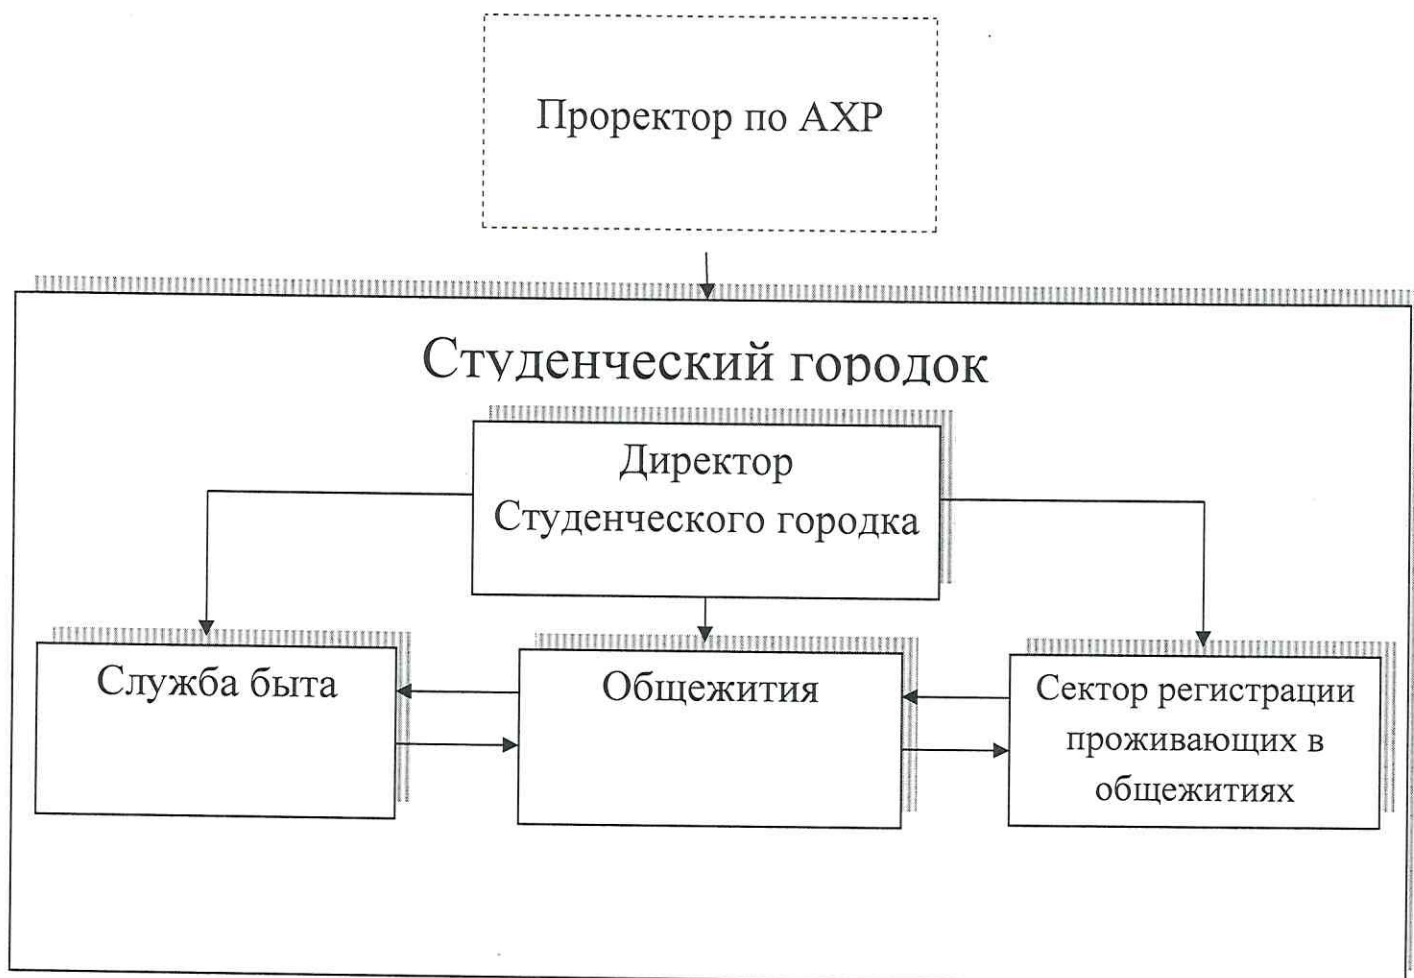 Проректор по АХР
Студенческий городок
Директор
Студенческого городка
Служба быта
Общежития
Сектор регистрации
проживающих в
общежитиях